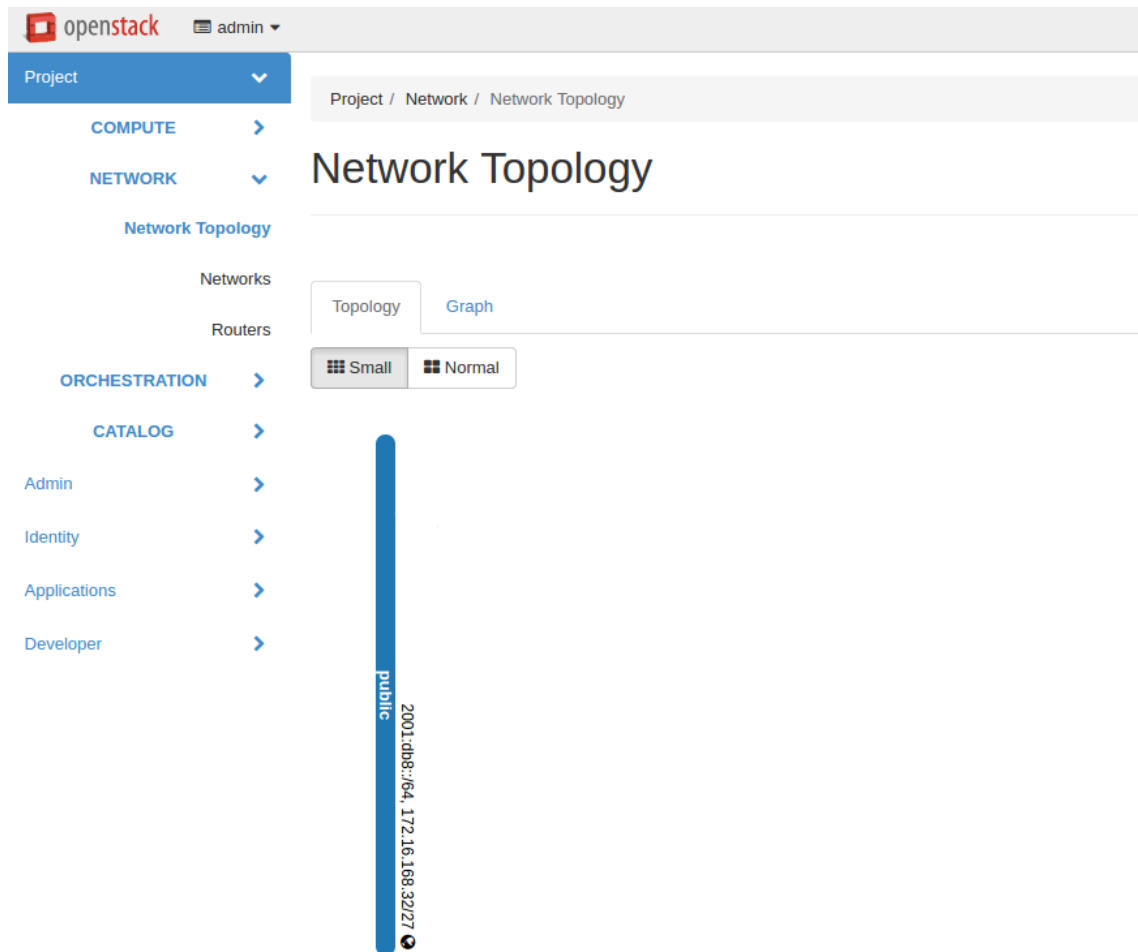 openstack admin
Project
COMPUTE
NETWORK
Network Topology
Networks
Routers
ORCHESTRATION
CATALOG
Admin
Identity
Applications
Developer
Project / Network / Network Topology
Network Topology
Topology Graph
Small Normal
public
2001:db8::/64, 172.16.168.32/27